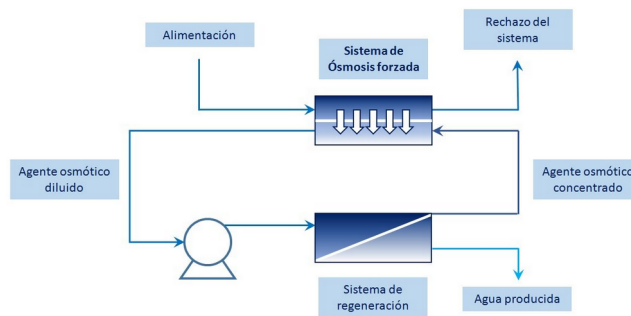 Alimentación
Sistema de
Ósmosis forzada
Rechazo del
sistema
Agente osmótico
diluido
Agente osmótico
concentrado
Sistema de
regeneración
Agua producida